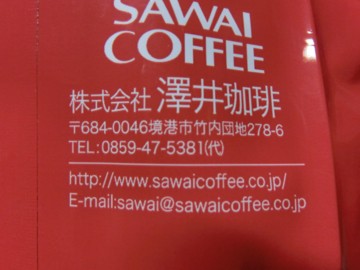 SAWAI
COFFEE
株式会社 澤井珈琲
〒684-0046境港市竹内団地278-6
TEL:0859-47-5381(代)
http://www.sawaicoffee.co.jp/
E-mail:sawai@sawaicoffee.co.jp